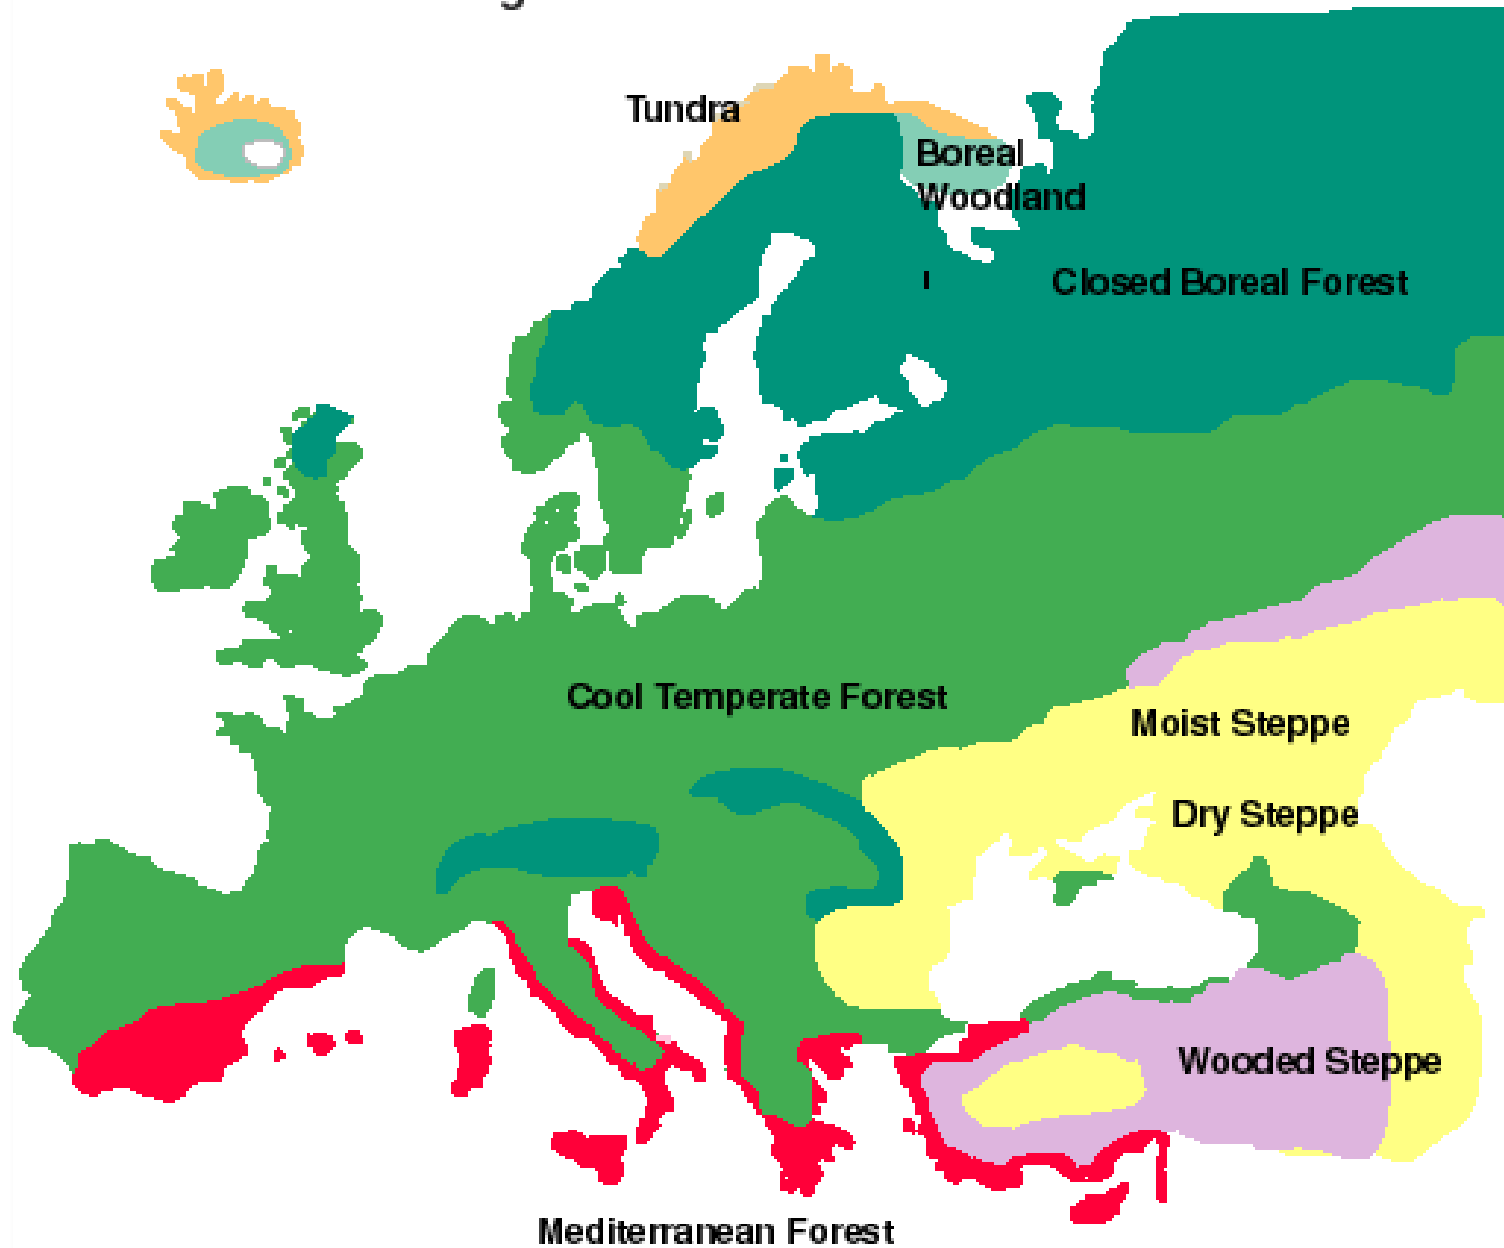 Tundra
Boreal
Woodland
Closed Boreal Forest
Cool Temperate Forest
Moist Steppe
Dry Steppe
Wooded Steppe
Mediterranean Forest